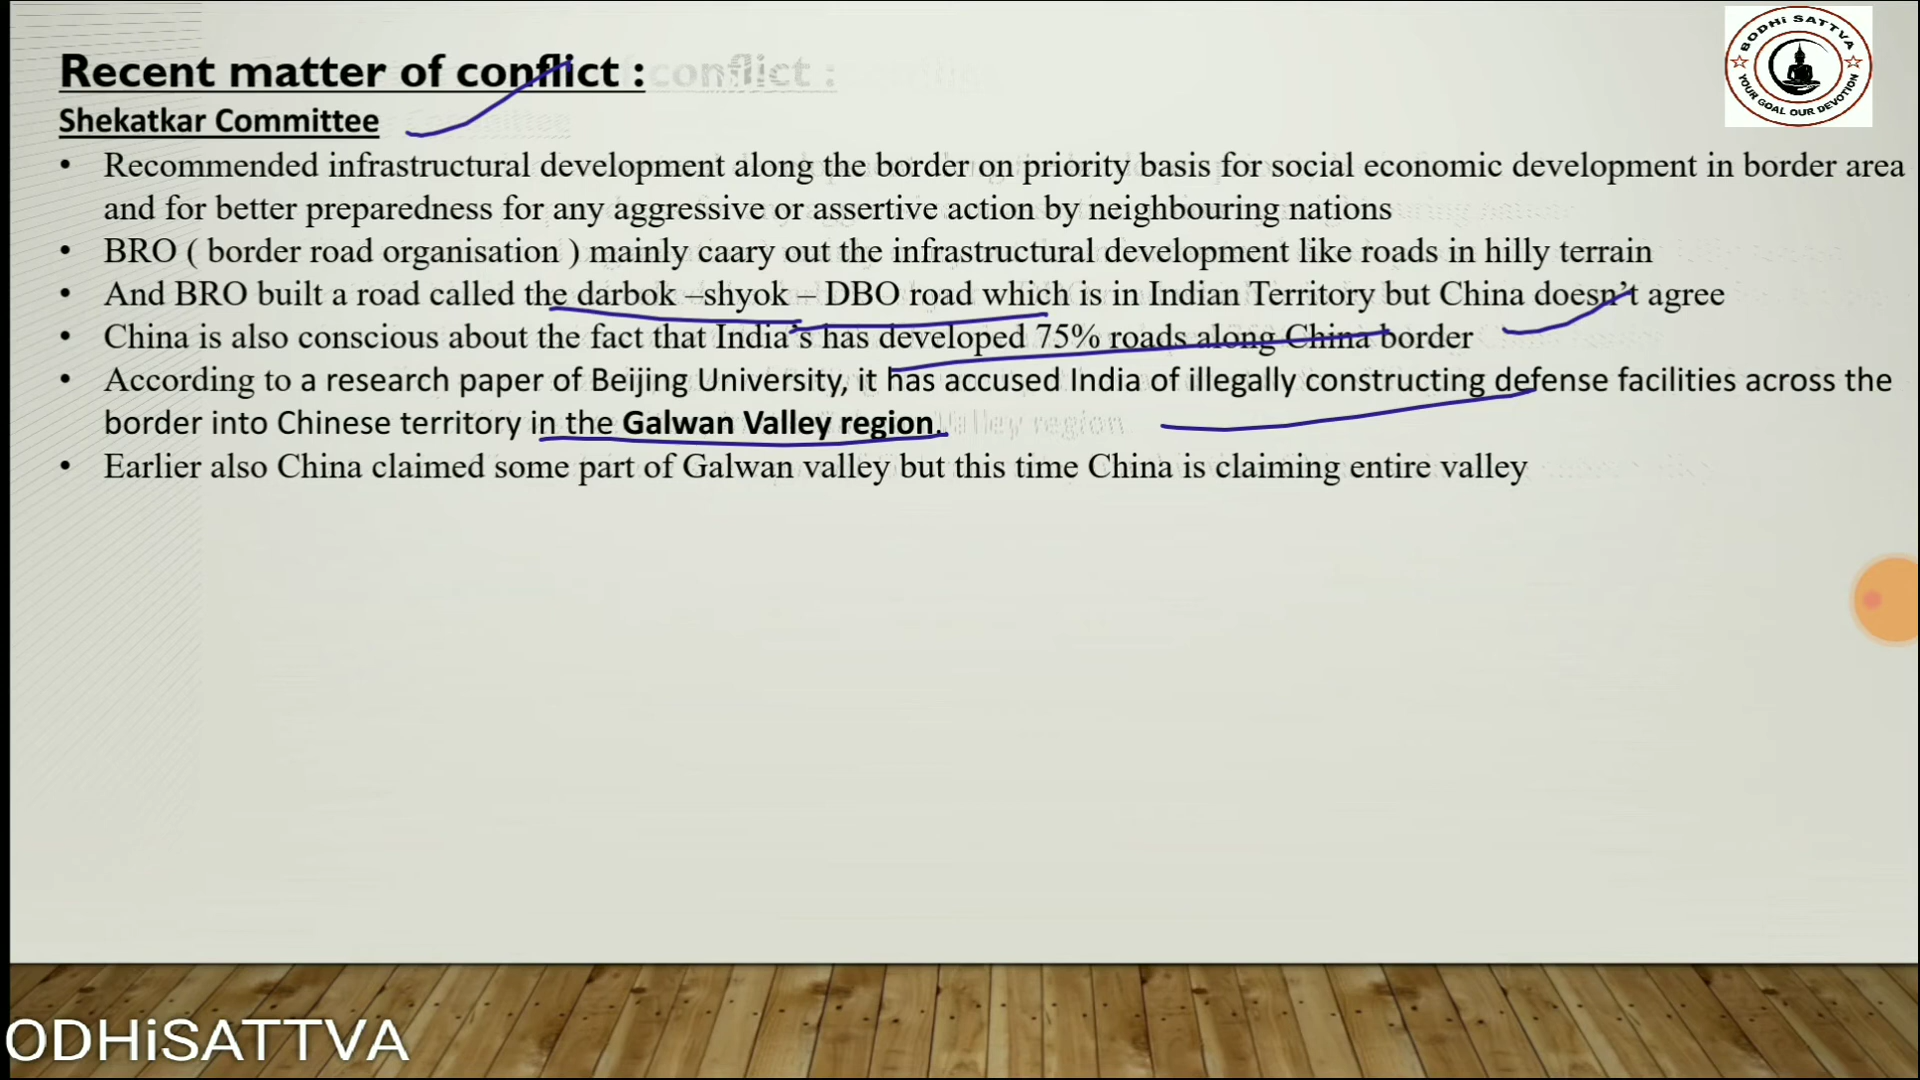 Recent matter of conflict :
Shekatkar Committee
• Recommended infrastructural development along the border on priority basis for social economic development in border area
and for better preparedness for any aggressive or assertive action by neighbouring nations
• BRO ( border road organisation ) mainly caary out the infrastructural development like roads in hilly terrain
• And BRO built a road called the darbok –shyok – DBO road which is in Indian Territory but China doesn’t agree
• China is also conscious about the fact that India’s has developed 75% roads along China border
• According to a research paper of Beijing University, it has accused India of illegally constructing defense facilities across the
border into Chinese territory in the Galwan Valley region.
• Earlier also China claimed some part of Galwan valley but this time China is claiming entire valley
BODHi SATTVA
YOUR GOAL OUR DEVOTION
ODHiSATTVA